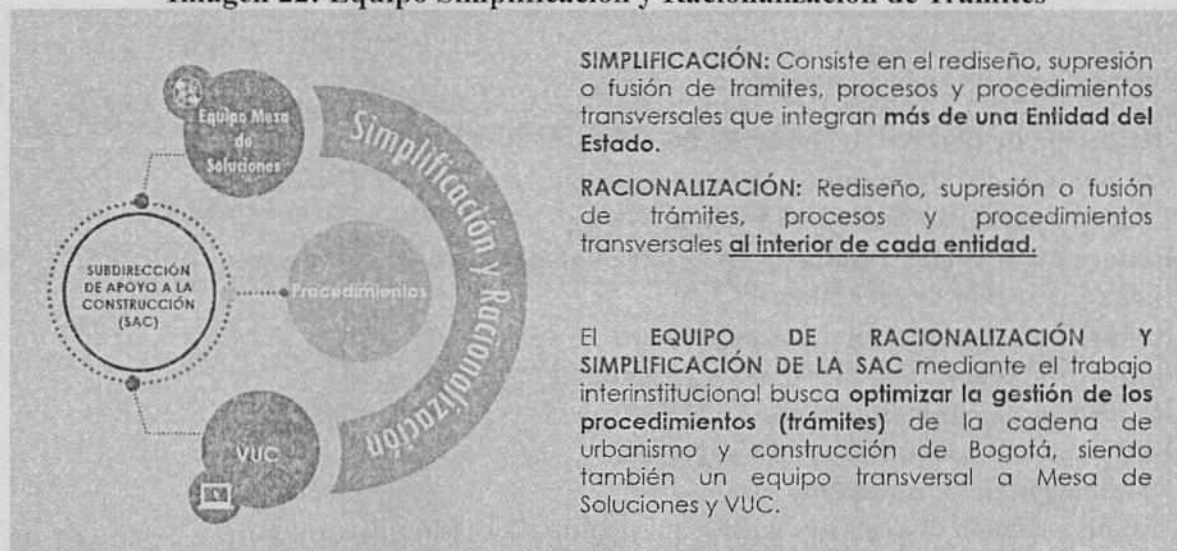 Imagen 22: Equipo Simplificación y Racionalización de Trámites
Equipo Mesa
de
Soluciones
Simplificación y Racionalización
SUBDIRECCIÓN
DE APOYO A LA
CONSTRUCCIÓN
(SAC)
Procedimientos
VUC
SIMPLIFICACIÓN: Consiste en el rediseño, supresión
o fusión de tramites, procesos y procedimientos
transversales que integran más de una Entidad del
Estado.
RACIONALIZACIÓN: Rediseño, supresión o fusión
de trámites, procesos y procedimientos
transversales al interior de cada entidad.
El EQUIPO DE RACIONALIZACIÓN Y
SIMPLIFICACIÓN DE LA SAC mediante el trabajo
interinstitucional busca optimizar la gestión de los
procedimientos (trámites) de la cadena de
urbanismo y construcción de Bogotá, siendo
también un equipo transversal a Mesa de
Soluciones y VUC.